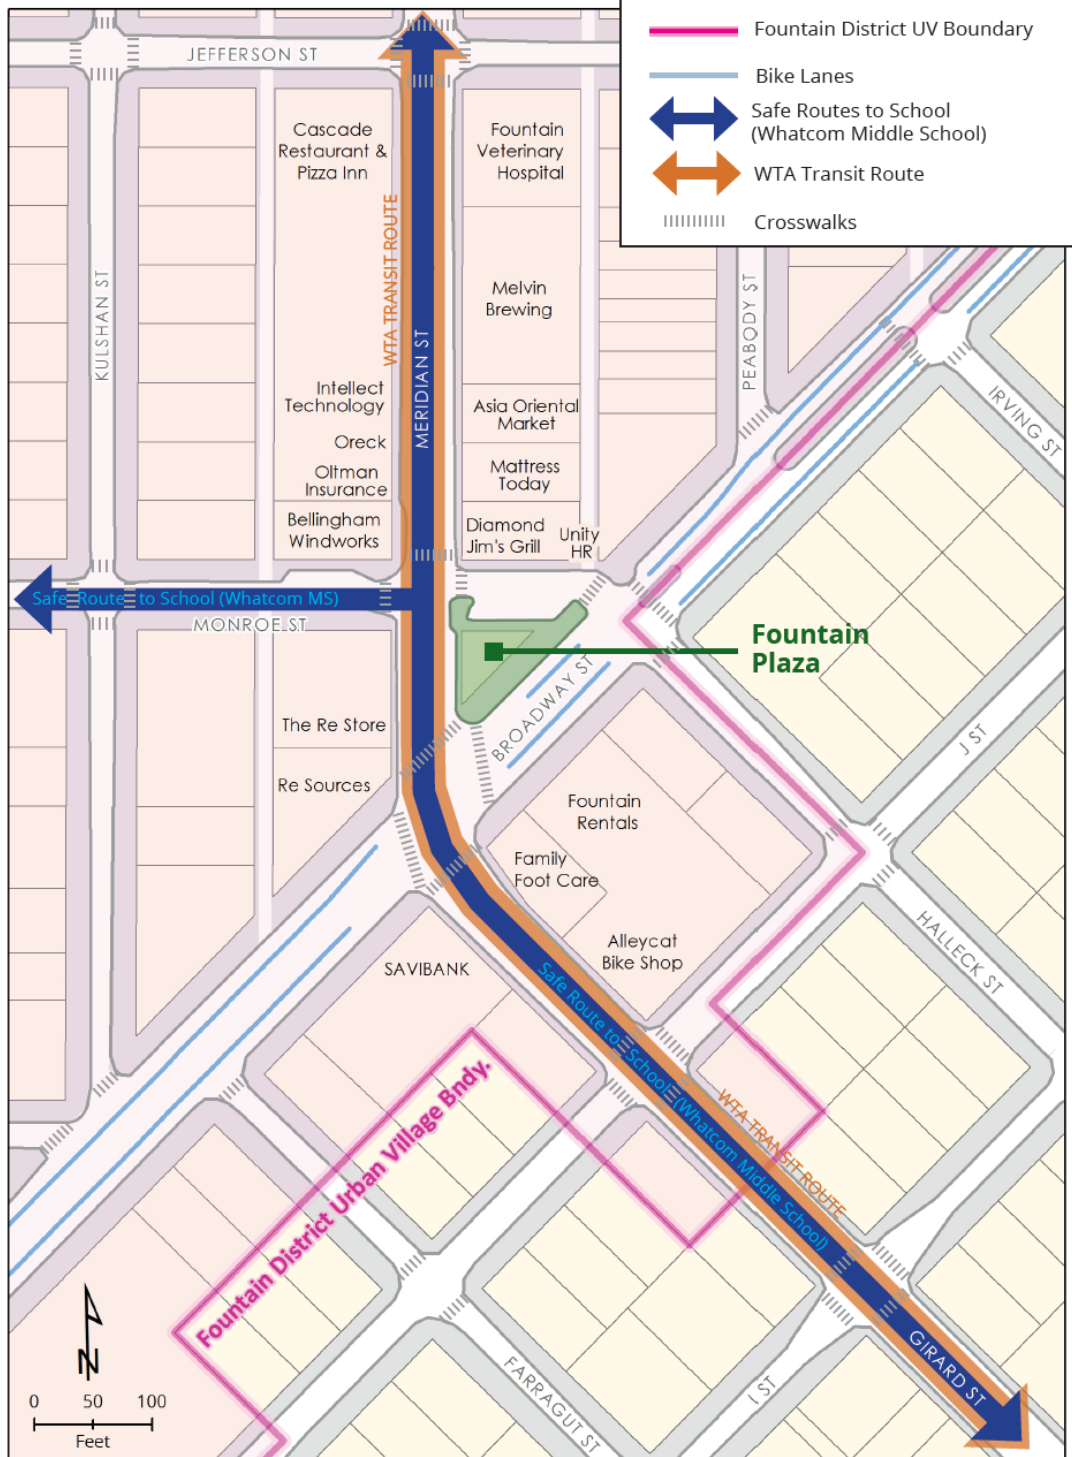 Fountain District UV Boundary
Bike Lanes
Safe Routes to School
(Whatcom Middle School)
WTA Transit Route
Crosswalks
JEFFERSON ST
Cascade
Restaurant &
Pizza Inn
Fountain
Veterinary
Hospital
WTA TRANSIT ROUTE
KULSHAN ST
MERIDIAN ST
PEABODY ST
Melvin
Brewing
Intellect
Technology
Oreck
Oltman
Insurance
Bellingham
Windworks
Asia Oriental
Market
Mattress
Today
Diamond
Jim's Grill
Unity
HR
IRVING ST
Safe Route to School (Whatcom MS)
MONROE ST
Fountain
Plaza
BROADWAY ST
J ST
The Re Store
Re Sources
Fountain
Rentals
Family
Foot Care
Alleycat
Bike Shop
HALLECK ST
SAVIBANK
Safe Route to School (Whatcom Middle School)
WTA TRANSIT ROUTE
Fountain District Urban Village Bndy.
GIRARD ST
FARRAGUT ST
I ST
N
0 50 100
Feet